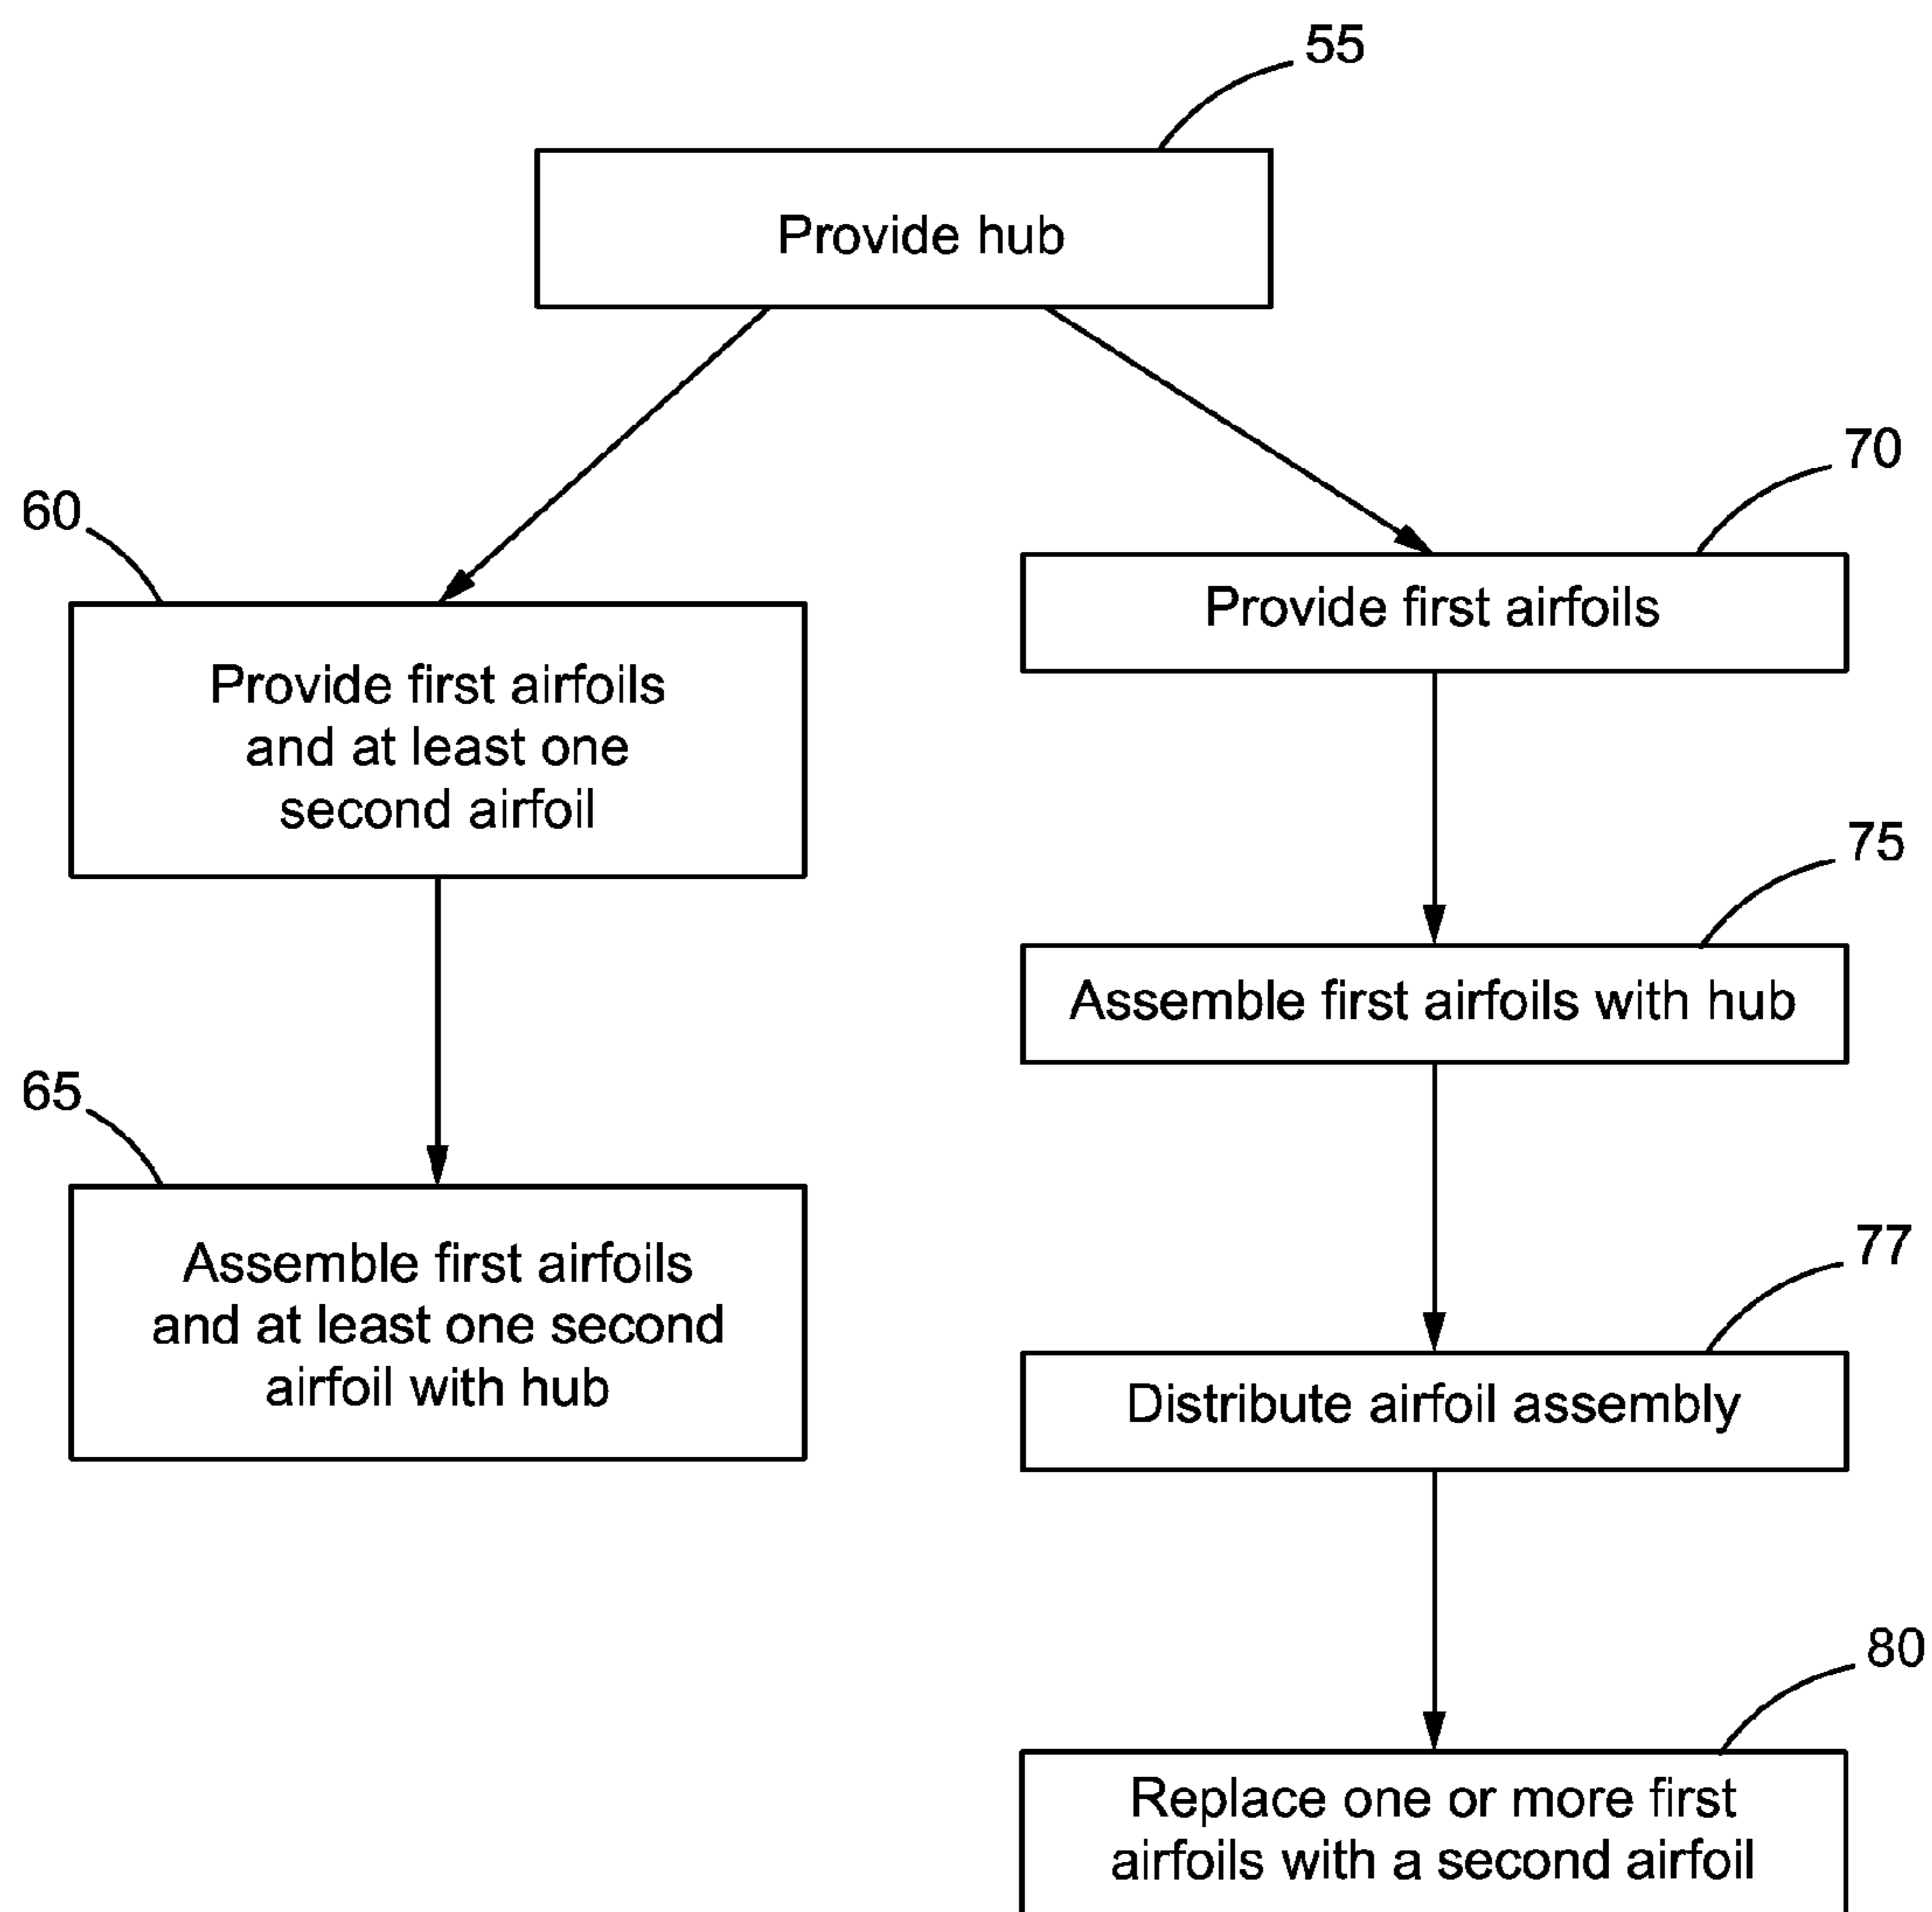 55
Provide hub
60
Provide first airfoils
and at least one
second airfoil
65
Assemble first airfoils
and at least one second
airfoil with hub
70
Provide first airfoils
75
Assemble first airfoils with hub
77
Distribute airfoil assembly
80
Replace one or more first
airfoils with a second airfoil